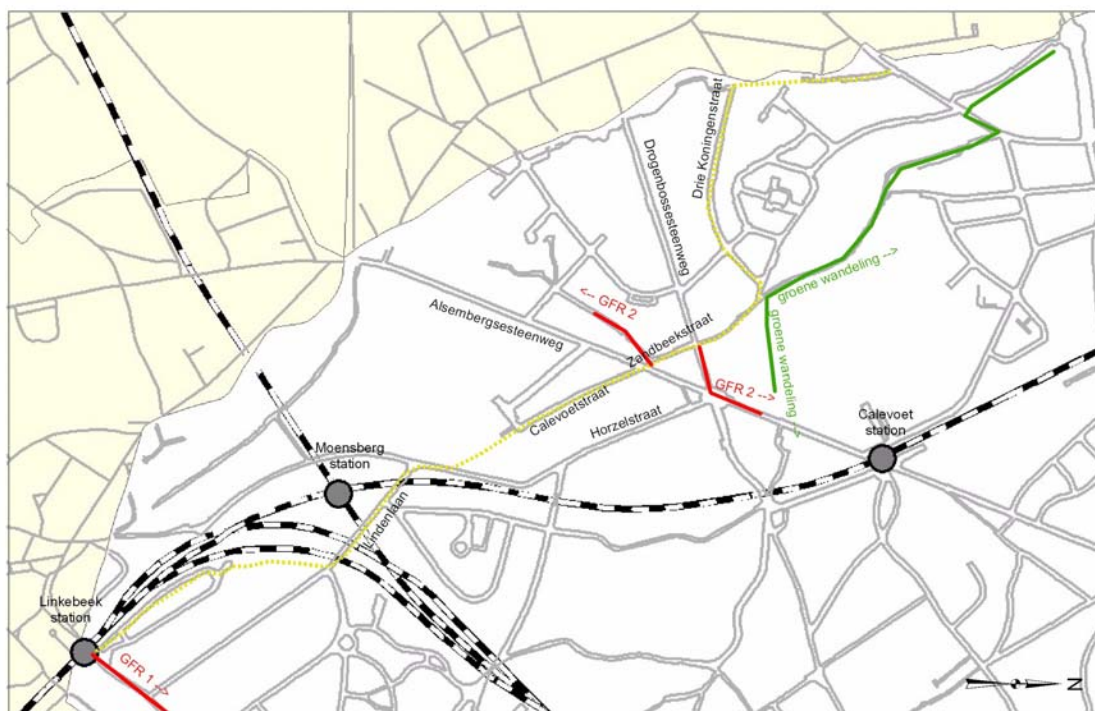 Drie Koningenstraat
Drogenbossesteenweg
groene wandeling -->
<-- GFR 2
Alsembergsesteenweg
Zandbeekstraat
groene wandeling -->
GFR 2 -->
Calevoetstraat
Horzelstraat
Calevoet
station
Moensberg
station
Lindenlaan
Linkebeek
station
GFR 1 -->
N